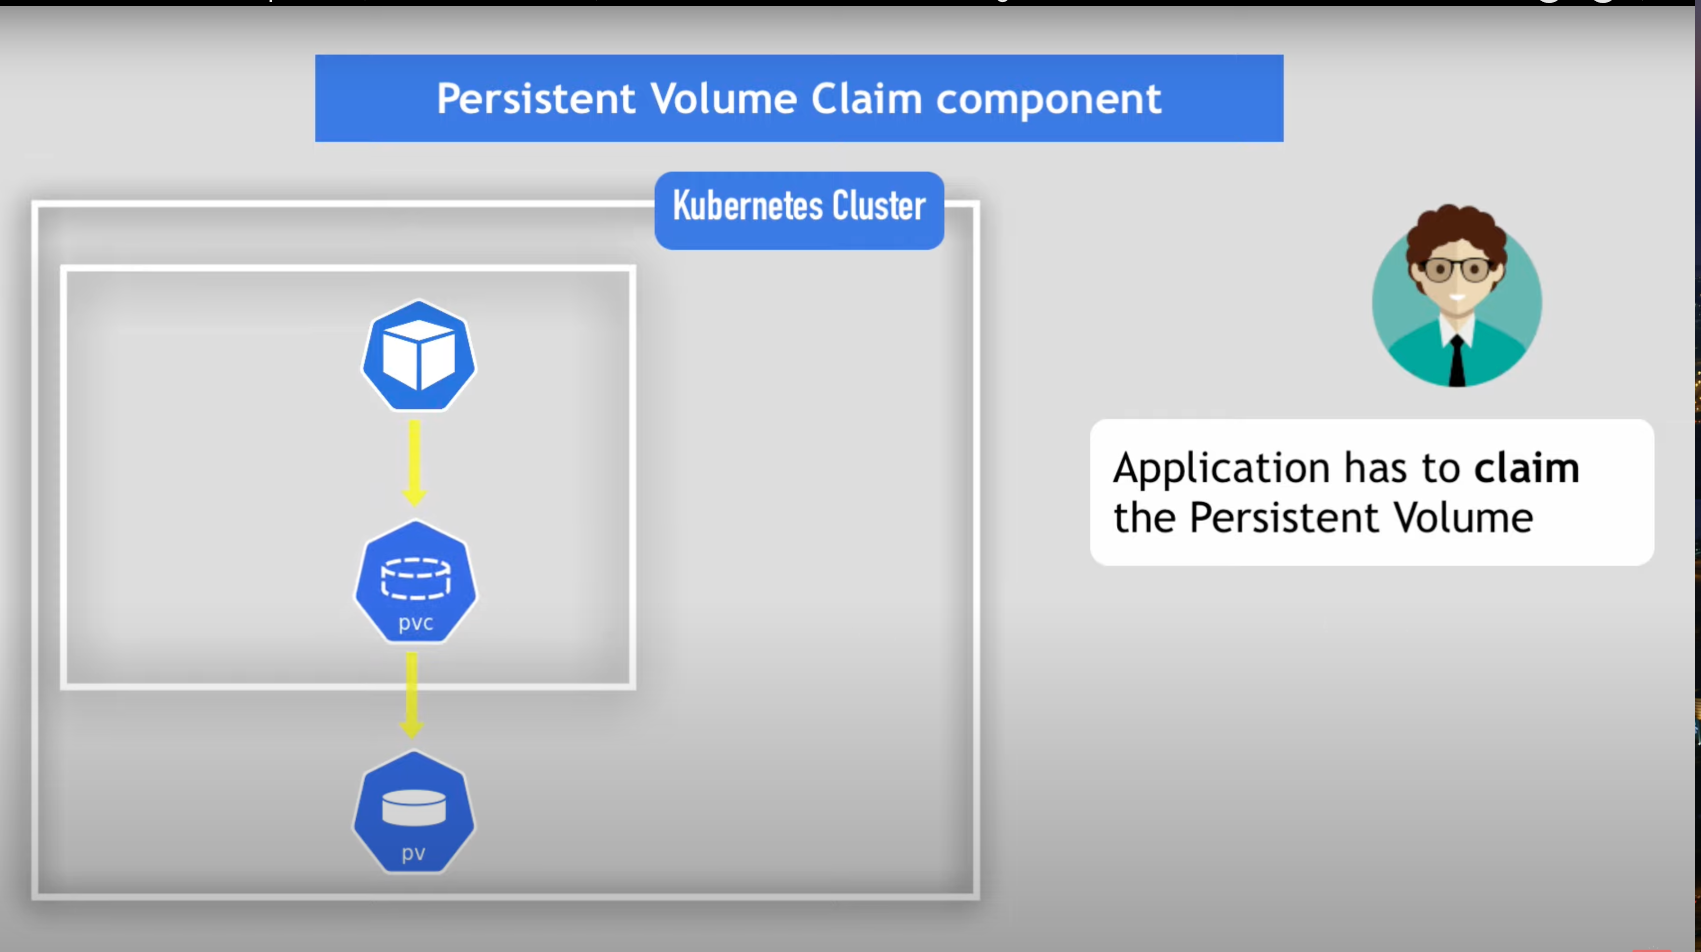 Persistent Volume Claim component
Kubernetes Cluster
pvc
pv
Application has to claim
the Persistent Volume